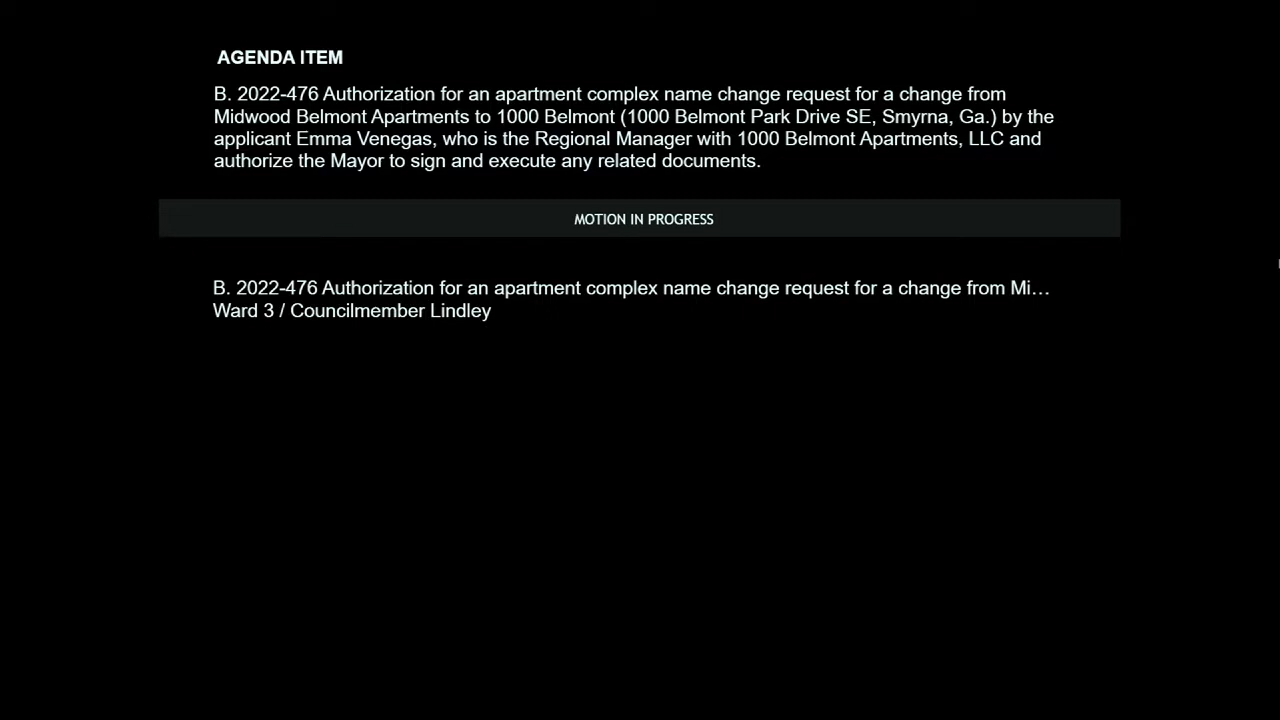 AGENDA ITEM
B. 2022-476 Authorization for an apartment complex name change request for a change from
Midwood Belmont Apartments to 1000 Belmont (1000 Belmont Park Drive SE, Smyrna, Ga.) by the
applicant Emma Venegas, who is the Regional Manager with 1000 Belmont Apartments, LLC and
authorize the Mayor to sign and execute any related documents.
MOTION IN PROGRESS
B. 2022-476 Authorization for an apartment complex name change request for a change from Mi...
Ward 3 / Councilmember Lindley